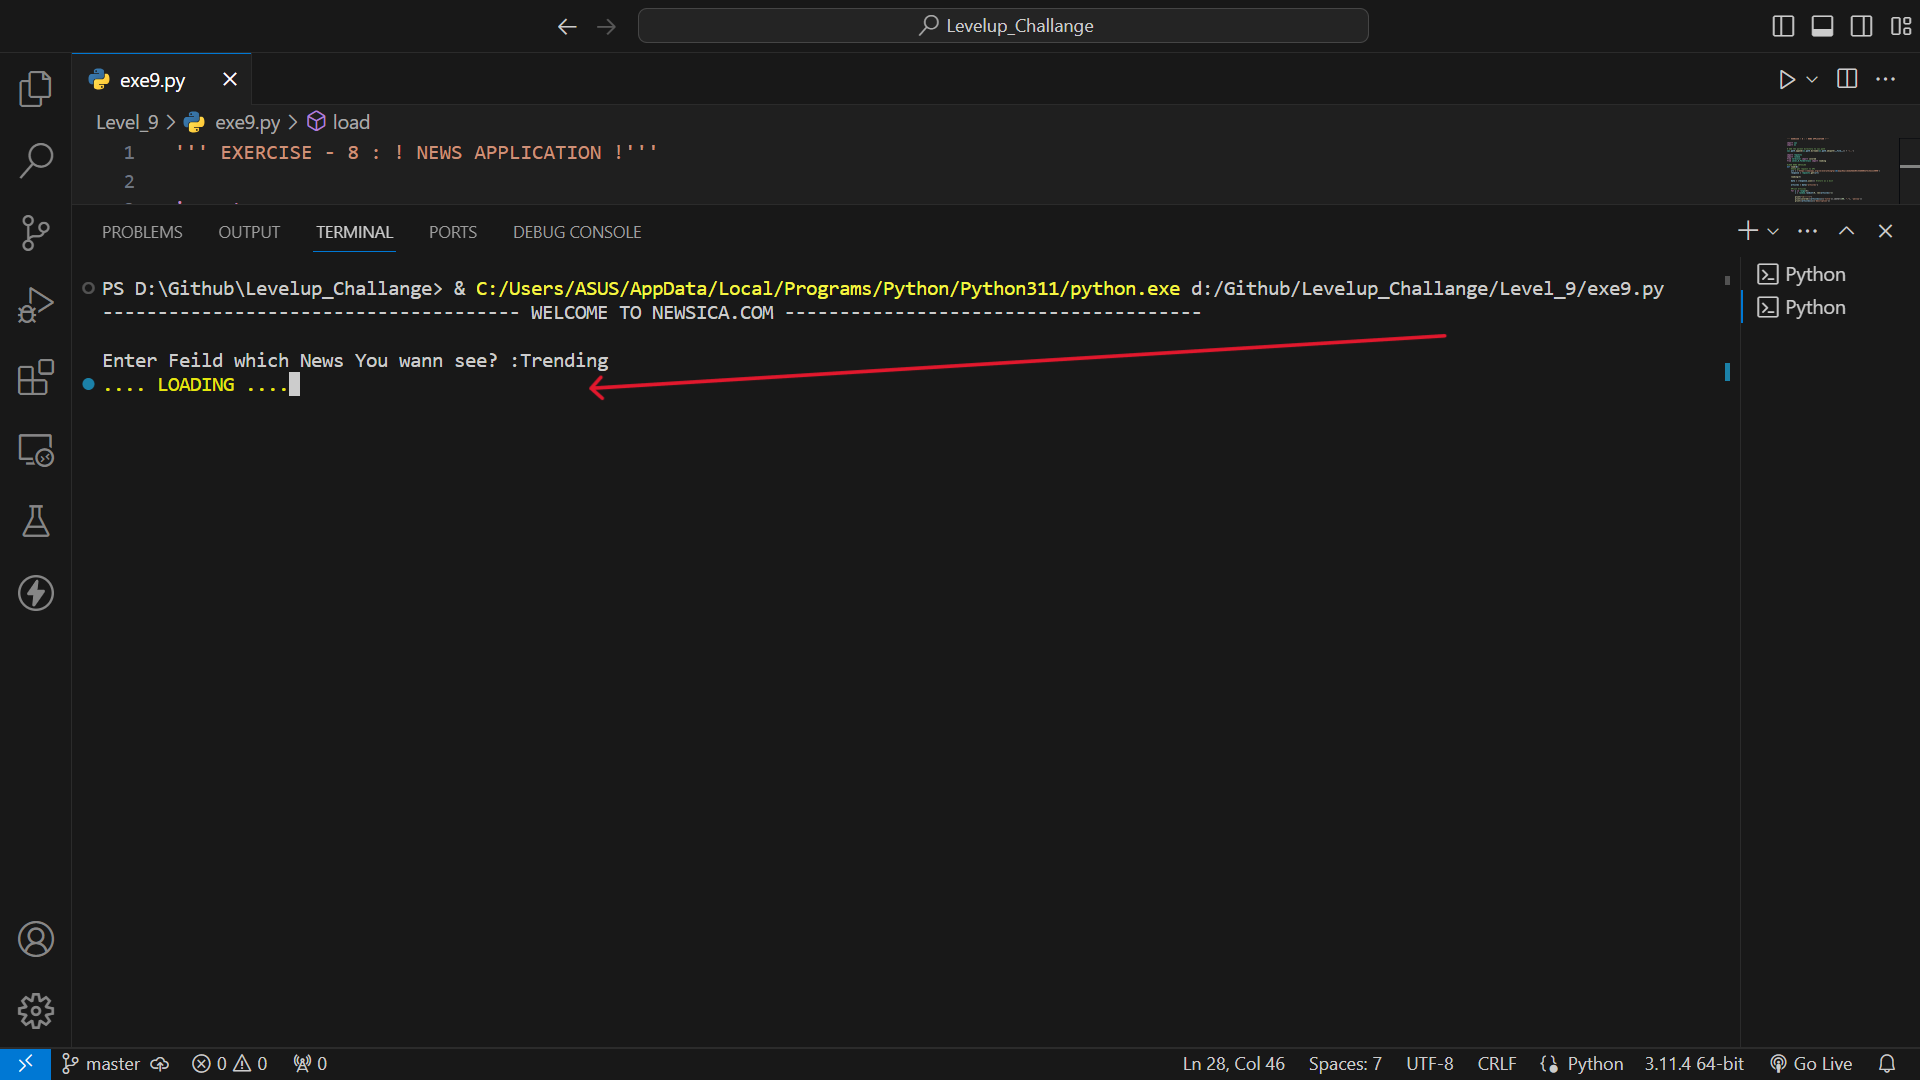 Levelup_Challange
exe9.py
Level_9 > exe9.py > load
1 ''' EXERCISE - 8 : ! NEWS APPLICATION !'''
2
PROBLEMS OUTPUT TERMINAL PORTS DEBUG CONSOLE
PS D:\Github\Levelup_Challange> & C:/Users/ASUS/AppData/Local/Programs/Python/Python311/python.exe d:/Github/Levelup_Challange/Level_9/exe9.py
-------------------------------------- WELCOME TO NEWSICA.COM --------------------------------------
Enter Feild which News You wann see? :Trending
.... LOADING ....
Python
Python
master 0 0 0 Ln 28, Col 46 Spaces: 7 UTF-8 CRLF Python 3.11.4 64-bit Go Live